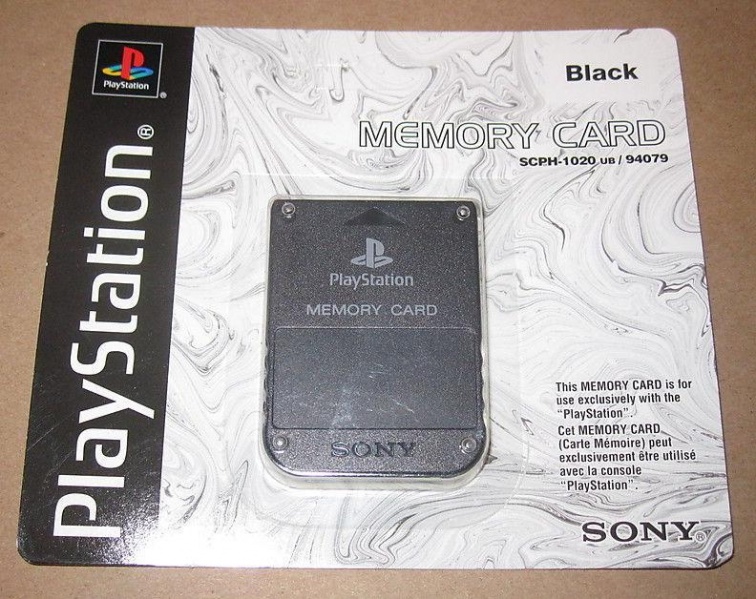 PlayStation
®
PlayStation®
Black
MEMORY CARD
SCPH-1020 UB / 94079
PlayStation
MEMORY CARD
SONY
This MEMORY CARD is for
use exclusively with the
"PlayStation".
Cet MEMORY CARD
(Carte Mémoire) peut
exclusivement être utilisé
avec la console
"PlayStation".
SONY®